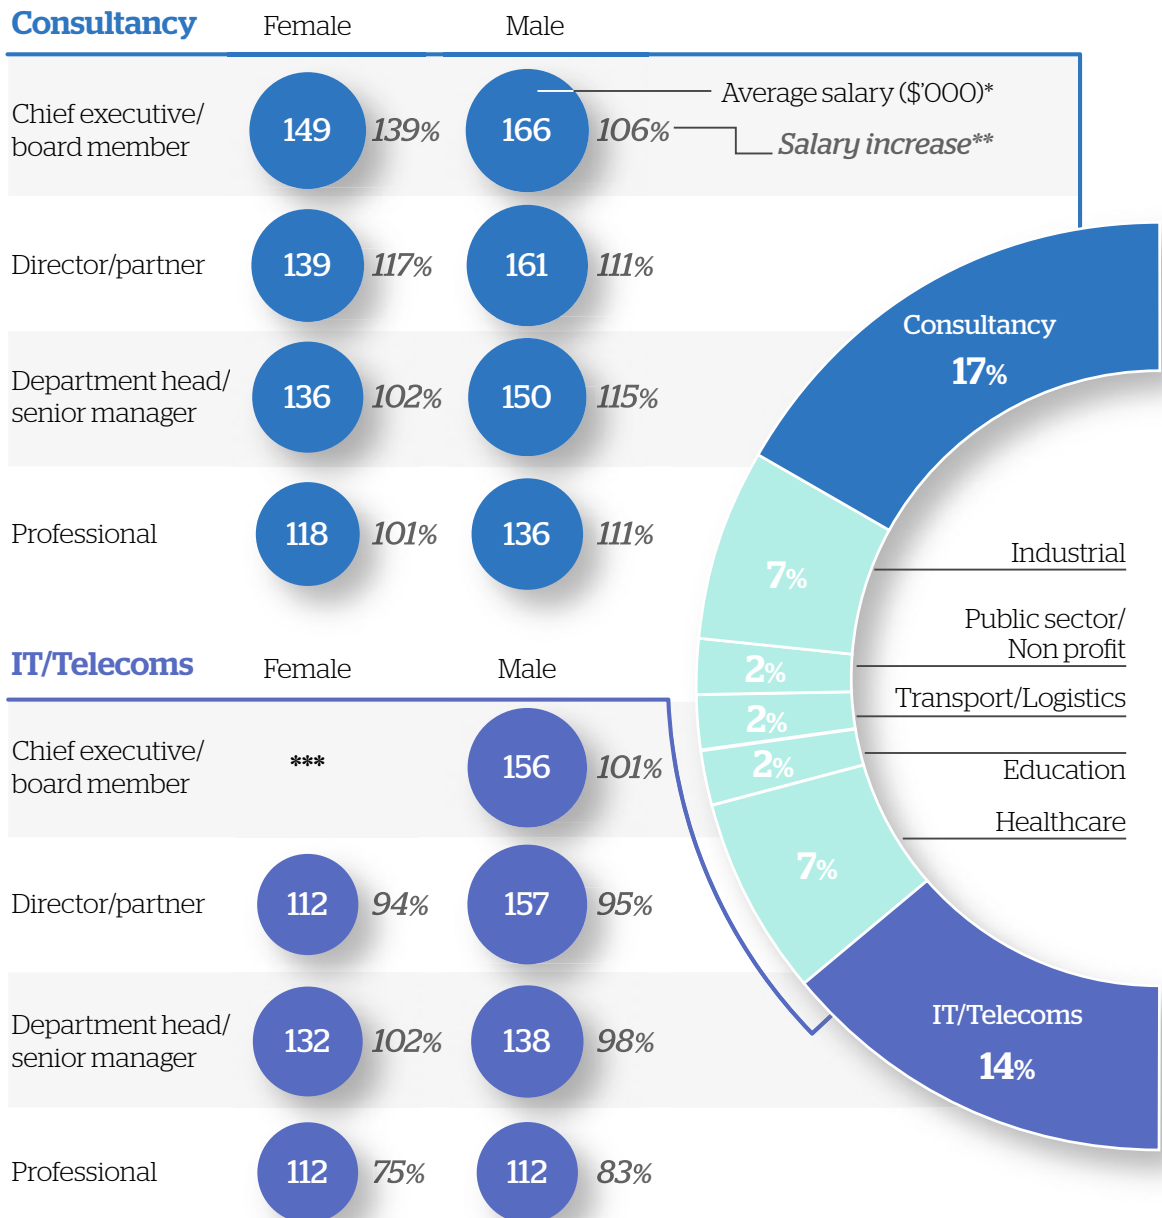 Consultancy Female Male
Chief executive/
board member
149 139% 166 106%
Average salary ($'000)*
Salary increase**
Director/partner 139 117% 161 111%
Department head/
senior manager
136 102% 150 115%
Professional 118 101% 136 111%
IT/Telecoms Female Male
Chief executive/
board member
*** 156 101%
Director/partner 112 94% 157 95%
Department head/
senior manager
132 102% 138 98%
Professional 112 75% 112 83%
Consultancy
17%
7%
Industrial
2%
Public sector/
Non profit
2%
Transport/Logistics
2%
Education
7%
Healthcare
IT/Telecoms
14%